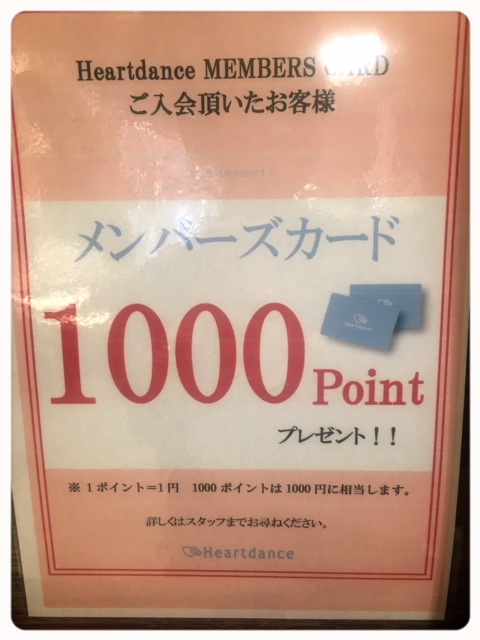 Heartdance MEMBERS CARD
ご入会頂いたお客様
メンバーズカード
Heartdance
1000 Point
プレゼント！！
※ 1ポイント＝1円　1000ポイントは1000円に相当します。
詳しくはスタッフまでお尋ねください。
Heartdance